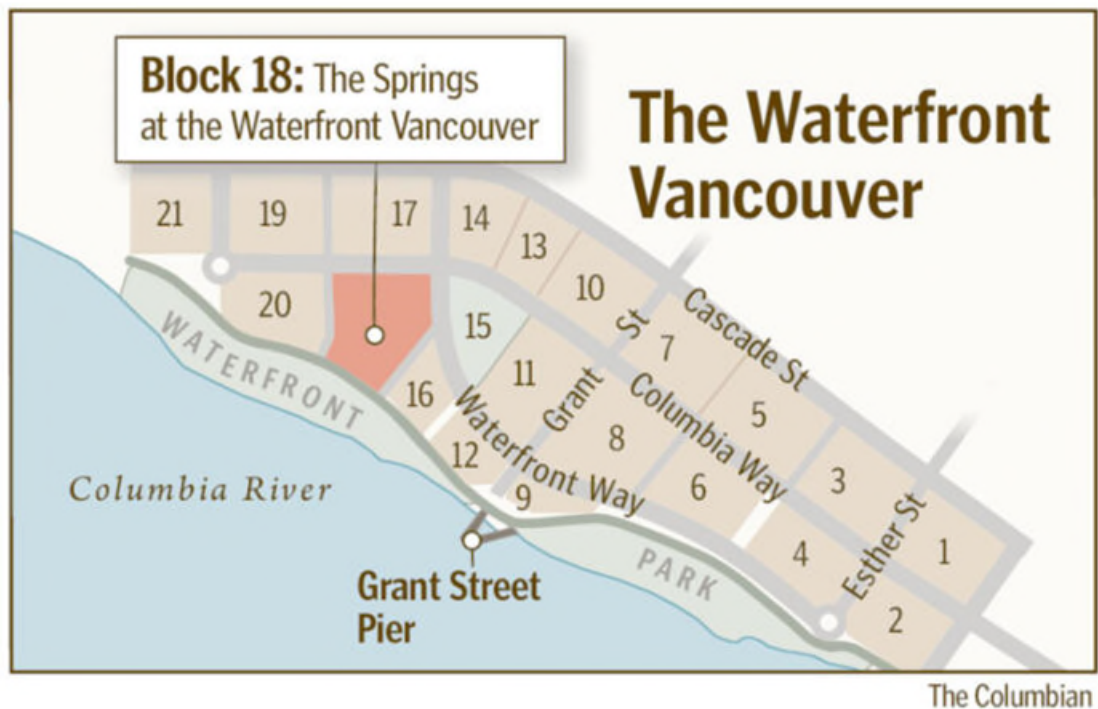 Block 18: The Springs
at the Waterfront Vancouver
The Waterfront
Vancouver
21
19
17
14
13
10
20
15
7
Cascade St
16
11
Grant St
Columbia Way
5
12
Waterfront Way
8
9
6
3
4
Esther St
1
2
WATERFRONT
PARK
Columbia River
Grant Street
Pier
The Columbian